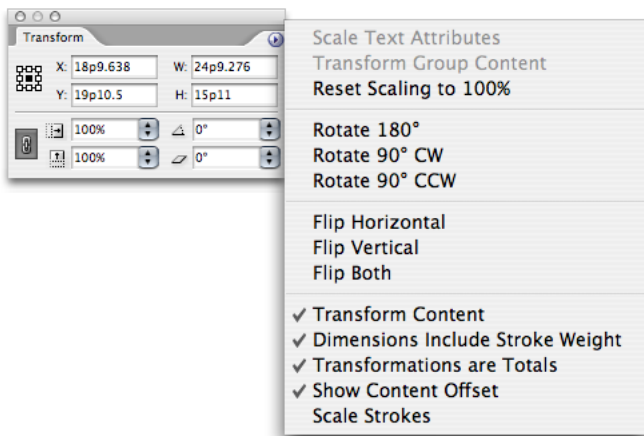 Transform
X: 18p9.638 W: 24p9.276
Y: 19p10.5 H: 15p11
100% 0°
100% 0°
Scale Text Attributes
Transform Group Content
Reset Scaling to 100%
Rotate 180°
Rotate 90° CW
Rotate 90° CCW
Flip Horizontal
Flip Vertical
Flip Both
Transform Content
Dimensions Include Stroke Weight
Transformations are Totals
Show Content Offset
Scale Strokes